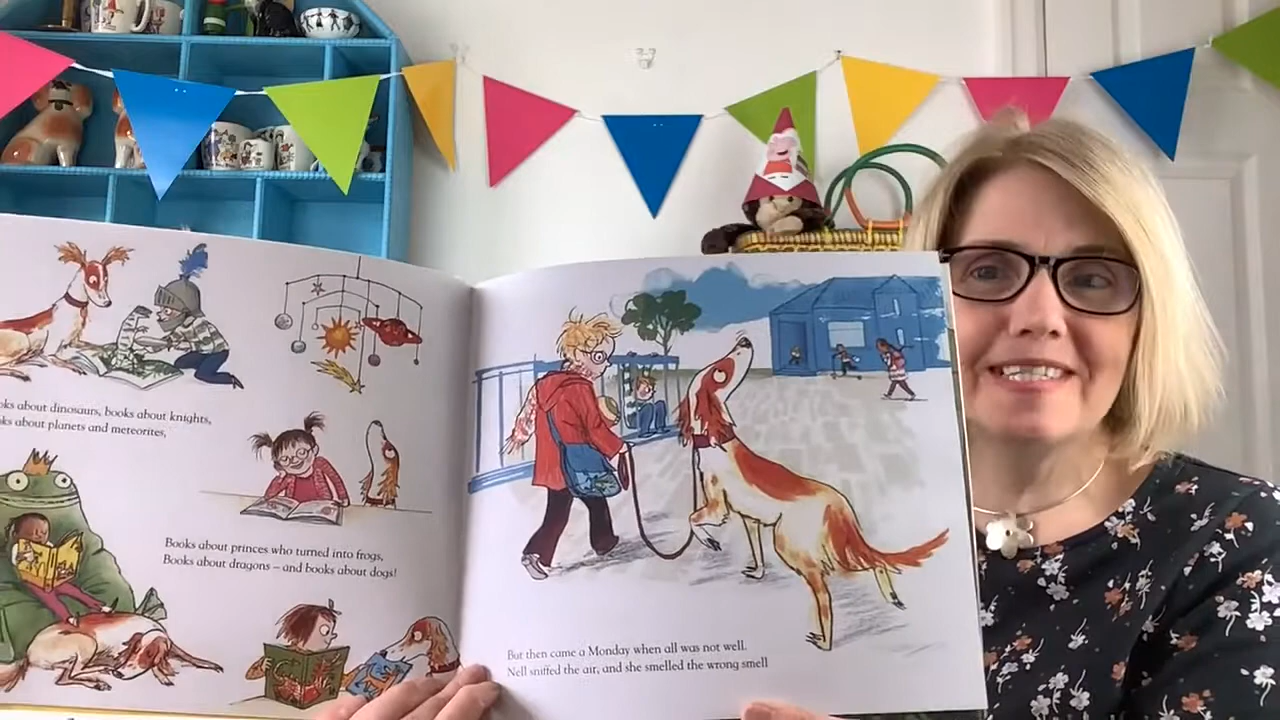 books about dinosaurs, books about knights,
books about planets and meteorites,
Books about princes who turned into frogs,
Books about dragons – and books about dogs!
But then came a Monday when all was not well.
Nell sniffed the air, and she smelled the wrong smell